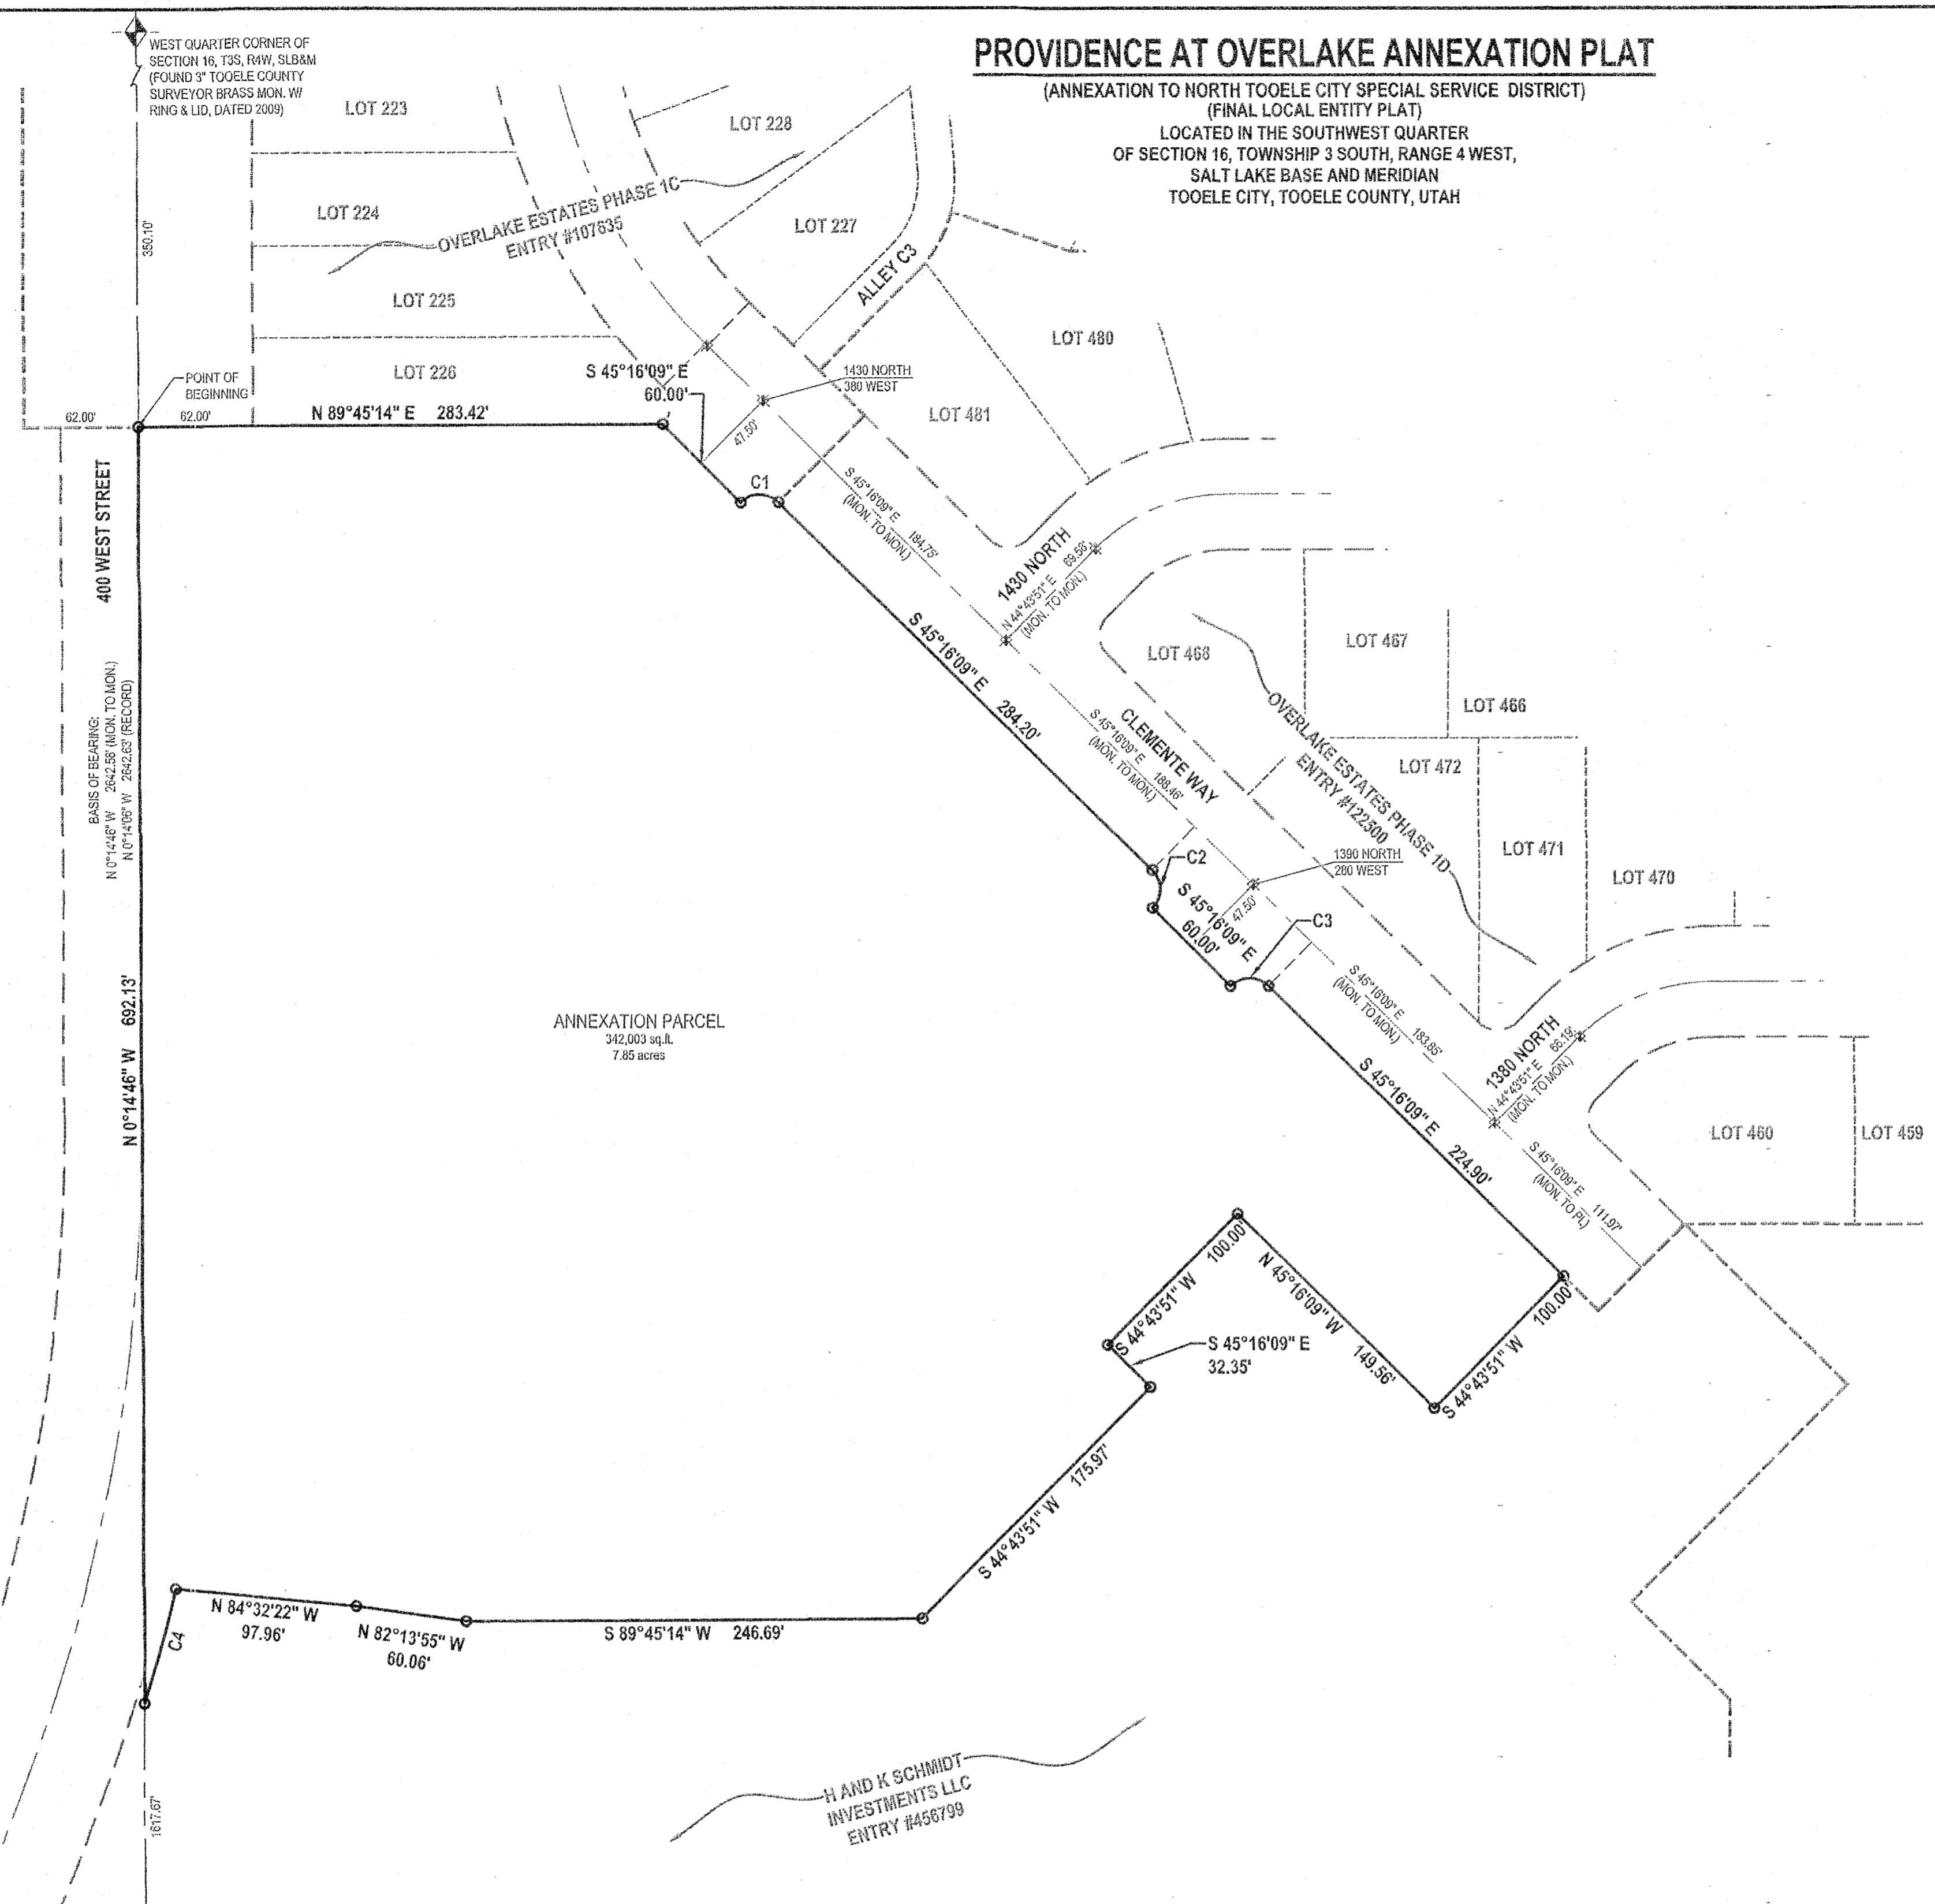 PROVIDENCE AT OVERLAKE ANNEXATION PLAT
(ANNEXATION TO NORTH TOOELE CITY SPECIAL SERVICE DISTRICT)
(FINAL LOCAL ENTITY PLAT)
LOCATED IN THE SOUTHWEST QUARTER
OF SECTION 16, TOWNSHIP 3 SOUTH, RANGE 4 WEST,
SALT LAKE BASE AND MERIDIAN
TOOELE CITY, TOOELE COUNTY, UTAH
WEST QUARTER CORNER OF
SECTION 16, T3S, R4W, SLB&M
(FOUND 3" TOOELE COUNTY
SURVEYOR BRASS MON. W/
RING & LID, DATED 2009)
350.10'
LOT 223
LOT 224
LOT 225
LOT 226
OVERLAKE ESTATES PHASE 1C
ENTRY #107635
LOT 228
LOT 227
ALLEY C3
LOT 480
LOT 481
POINT OF
BEGINNING
62.00'
62.00'
N 89°45'14" E 283.42'
S 45°16'09" E
60.00'
1430 NORTH
380 WEST
47.50'
C1
S 45°16'09" E 184.75'
(MON. TO MON.)
1430 NORTH
N 44°43'51" E 69.58'
(MON. TO MON.)
400 WEST STREET
BASIS OF BEARING:
N 0°14'46" W 2642.58' (MON. TO MON.)
N 0°14'06" W 2642.63' (RECORD)
N 0°14'46" W 692.13'
S 45°16'09" E 284.20'
CLEMENTE WAY
S 45°16'09" E 188.46'
(MON. TO MON.)
LOT 468
LOT 467
LOT 466
OVERLAKE ESTATES PHASE 1D
ENTRY #122500
LOT 472
LOT 471
LOT 470
C2
1390 NORTH
280 WEST
47.50'
S 45°16'09" E
60.00'
C3
S 45°16'09" E 183.85'
(MON. TO MON.)
1380 NORTH
N 44°43'51" E 66.19'
(MON. TO MON.)
LOT 460
LOT 459
ANNEXATION PARCEL
342,003 sq.ft.
7.85 acres
S 45°16'09" E 224.90'
S 45°16'09" E 111.97'
(MON. TO PL)
S 44°43'51" W 100.00'
N 45°16'09" W 149.56'
S 44°43'51" W 100.00'
S 45°16'09" E
32.35'
S 44°43'51" W 175.97'
S 89°45'14" W 246.69'
N 82°13'55" W
60.06'
N 84°32'22" W
97.96'
C4
1617.67'
H AND K SCHMIDT
INVESTMENTS LLC
ENTRY #456799